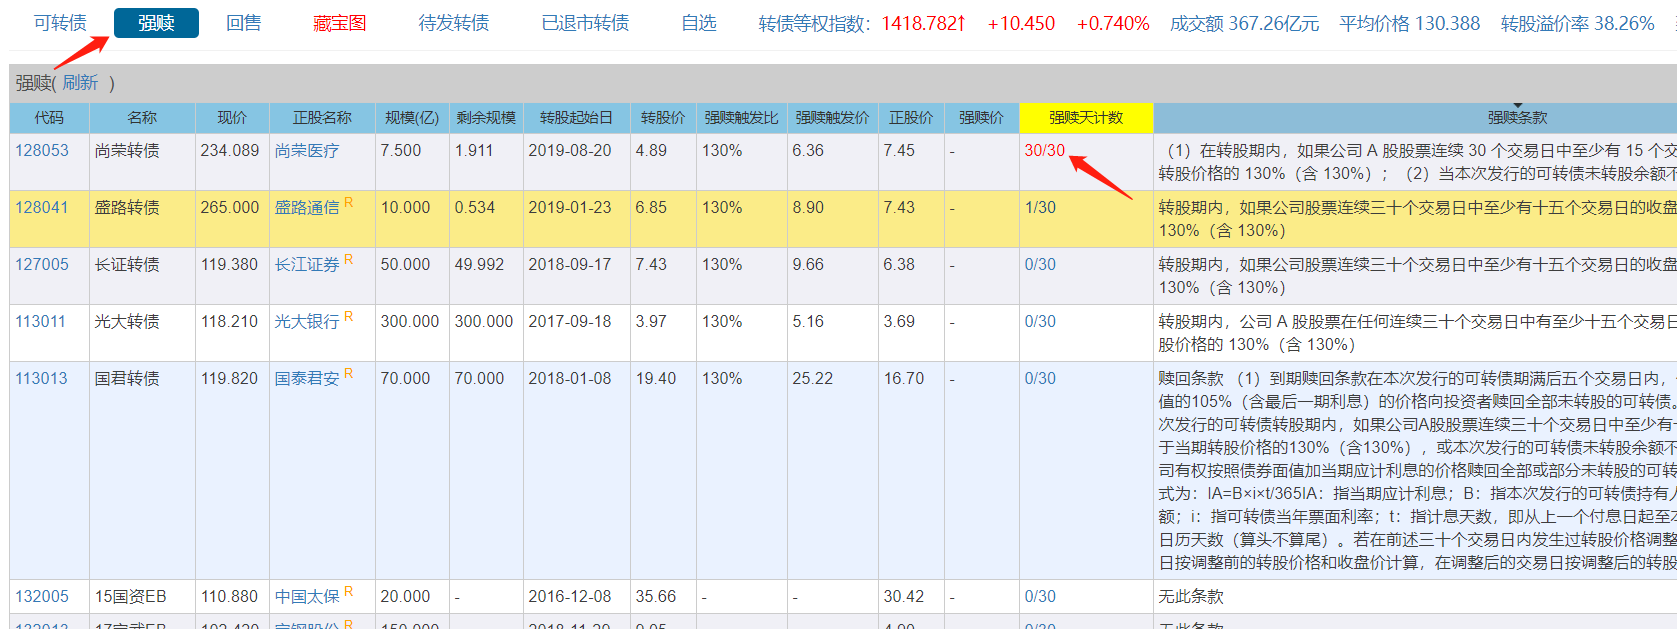 可转债 强赎 回售 藏宝图 待发转债 已退市转债 自选 转债等权指数: 1418.782↑ +10.450 +0.740% 成交额 367.26亿元 平均价格 130.388 转股溢价率 38.26%
强赎( 刷新 )
代码 名称 现价 正股名称 规模(亿) 剩余规模 转股起始日 转股价 强赎触发比 强赎触发价 正股价 强赎价 强赎天计数 强赎条款
128053 尚荣转债 234.089 尚荣医疗 7.500 1.911 2019-08-20 4.89 130% 6.36 7.45 - 30/30 （1）在转股期内，如果公司 A 股股票连续 30 个交易日中至少有 15 个交
转股价格的 130%（含 130%）；（2）当本次发行的可转债未转股余额不
128041 盛路转债 265.000 盛路通信 R 10.000 0.534 2019-01-23 6.85 130% 8.90 7.43 - 1/30 转股期内，如果公司股票连续三十个交易日中至少有十五个交易日的收盘
130%（含 130%）
127005 长证转债 119.380 长江证券 R 50.000 49.992 2018-09-17 7.43 130% 9.66 6.38 - 0/30 转股期内，如果公司股票连续三十个交易日中至少有十五个交易日的收盘
130%（含 130%）
113011 光大转债 118.210 光大银行 R 300.000 300.000 2017-09-18 3.97 130% 5.16 3.69 - 0/30 转股期内，公司 A 股股票在任何连续三十个交易日中有至少十五个交易日
股价格的 130%（含 130%）
113013 国君转债 119.820 国泰君安 R 70.000 70.000 2018-01-08 19.40 130% 25.22 16.70 - 0/30 赎回条款 （1）到期赎回条款在本次发行的可转债期满后五个交易日内，
值的105%（含最后一期利息）的价格向投资者赎回全部未转股的可转债。
次发行的可转债转股期内，如果公司A股股票连续三十个交易日中至少有十
于当期转股价格的130%（含130%），或本次发行的可转债未转股余额不
司有权按照债券面值加当期应计利息的价格赎回全部或部分未转股的可转
式为：IA=B×i×t/365IA：指当期应计利息；B：指本次发行的可转债持有人
额；i：指可转债当年票面利率；t：指计息天数，即从上一个付息日起至本
日历天数（算头不算尾）。若在前述三十个交易日内发生过转股价格调整
日按调整前的转股价格和收盘价计算，在调整后的交易日按调整后的转股
132005 15国资EB 110.880 中国太保 R 20.000 - 2016-12-08 35.66 - - 30.42 - 0/30 无此条款